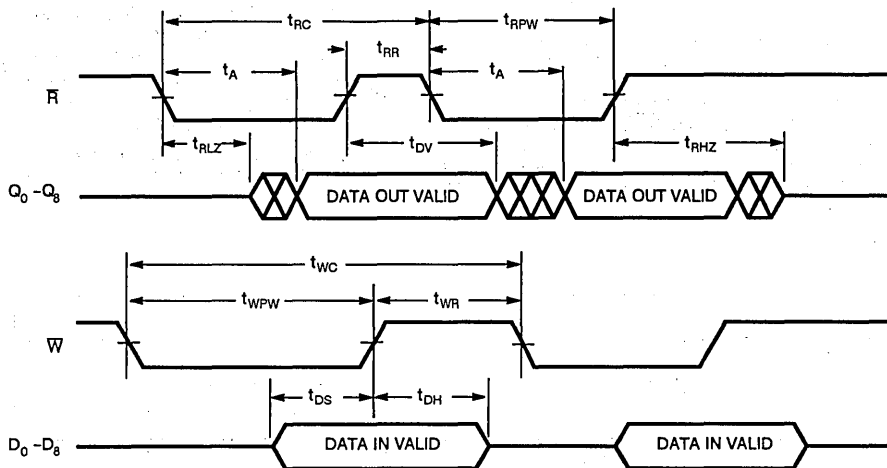 tRC
tRPW
tRR
tA
tA
R̅
tRLZ
tDV
tRHZ
Q0 -Q8
DATA OUT VALID
DATA OUT VALID
tWC
tWPW
tWR
W̅
tDS
tDH
D0 -D8
DATA IN VALID
DATA IN VALID